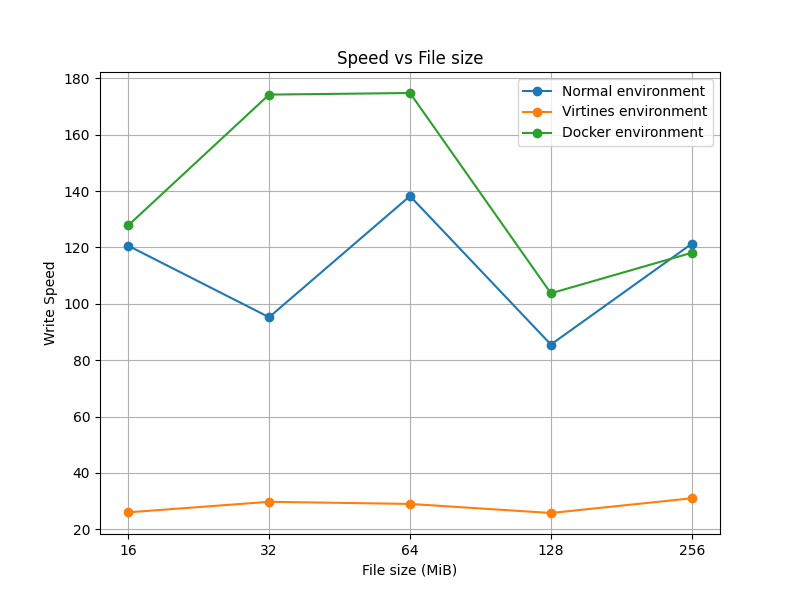 Speed vs File size
Normal environment
Virtines environment
Docker environment
180
160
140
120
100
80
60
40
20
Write Speed
16 32 64 128 256
File size (MiB)